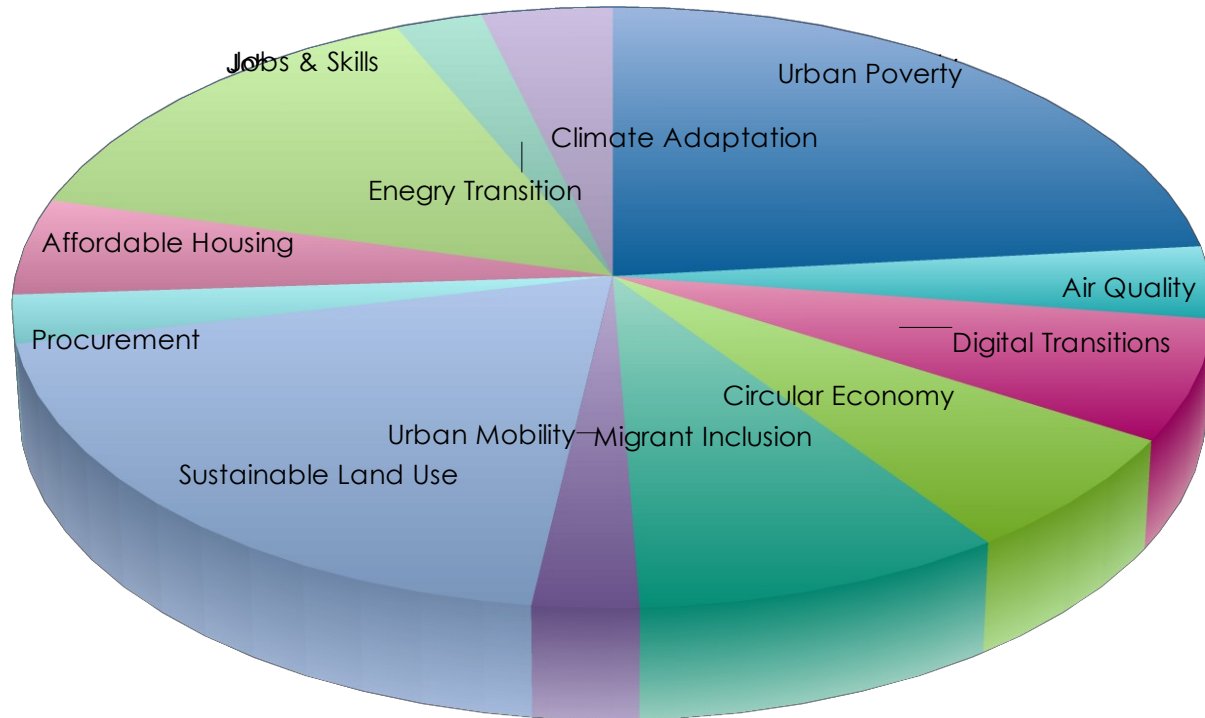 Jobs & Skills
Urban Poverty
Climate Adaptation
Enegry Transition
Affordable Housing
Air Quality
Procurement
Digital Transitions
Circular Economy
Urban Mobility
Migrant Inclusion
Sustainable Land Use